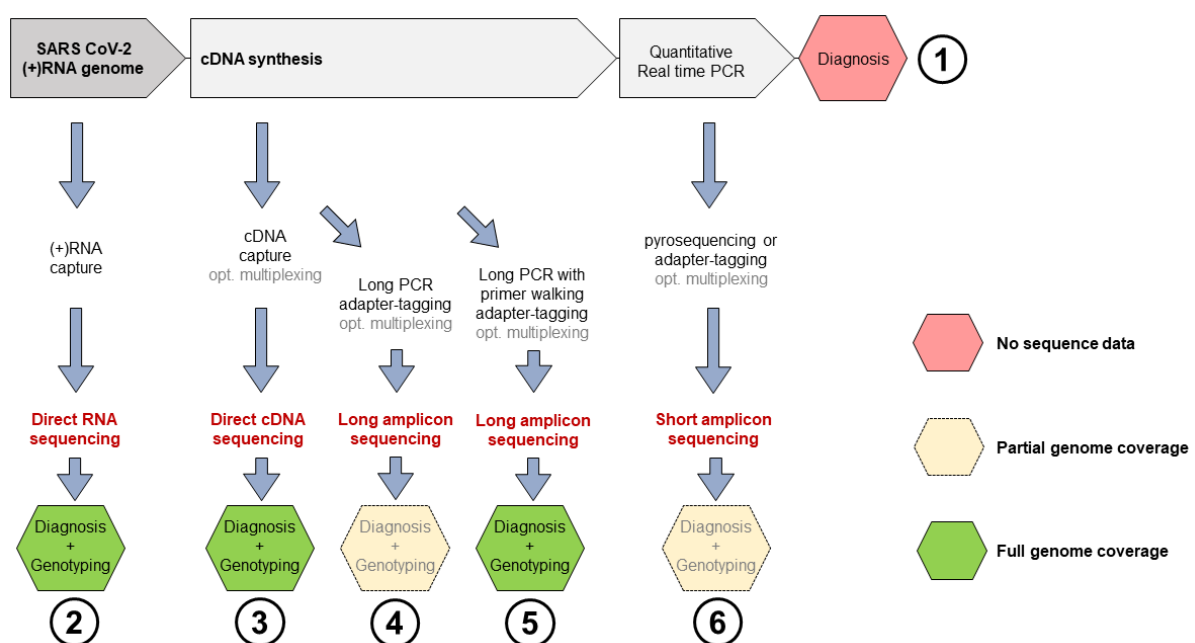 SARS CoV-2
(+)RNA genome
cDNA synthesis
Quantitative
Real time PCR
Diagnosis
1
(+)RNA
capture
cDNA
capture
opt. multiplexing
Long PCR
adapter-tagging
opt. multiplexing
Long PCR with
primer walking
adapter-tagging
opt. multiplexing
pyrosequencing or
adapter-tagging
opt. multiplexing
Direct RNA
sequencing
Direct cDNA
sequencing
Long amplicon
sequencing
Long amplicon
sequencing
Short amplicon
sequencing
Diagnosis
+
Genotyping
2
Diagnosis
+
Genotyping
3
Diagnosis
+
Genotyping
4
Diagnosis
+
Genotyping
5
Diagnosis
+
Genotyping
6
No sequence data
Partial genome coverage
Full genome coverage